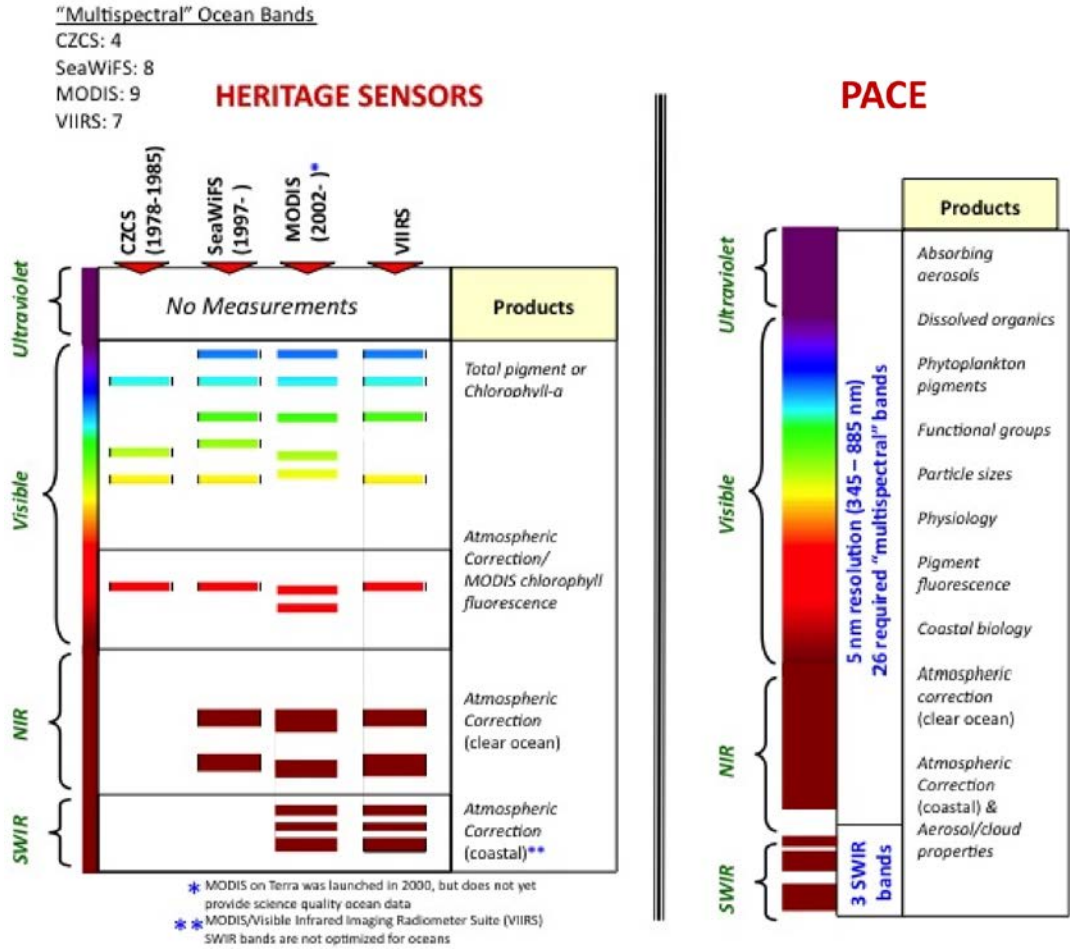 "Multispectral" Ocean Bands
CZCS: 4
SeaWiFS: 8
MODIS: 9
VIIRS: 7
HERITAGE SENSORS
CZCS
(1978-1985)
SeaWiFS
(1997- )
MODIS
(2002- )*
VIIRS
Ultraviolet
Visible
NIR
SWIR
No Measurements
Products
Total pigment or
Chlorophyll-a
Atmospheric
Correction/
MODIS chlorophyll
fluorescence
Atmospheric
Correction
(clear ocean)
Atmospheric
Correction
(coastal)**
* MODIS on Terra was launched in 2000, but does not yet
provide science quality ocean data
** MODIS/Visible Infrared Imaging Radiometer Suite (VIIRS)
SWIR bands are not optimized for oceans
PACE
Ultraviolet
Visible
NIR
SWIR
5 nm resolution (345 – 885 nm)
26 required "multispectral" bands
3 SWIR
bands
Products
Absorbing
aerosols
Dissolved organics
Phytoplankton
pigments
Functional groups
Particle sizes
Physiology
Pigment
fluorescence
Coastal biology
Atmospheric
correction
(clear ocean)
Atmospheric
Correction
(coastal) &
Aerosol/cloud
properties